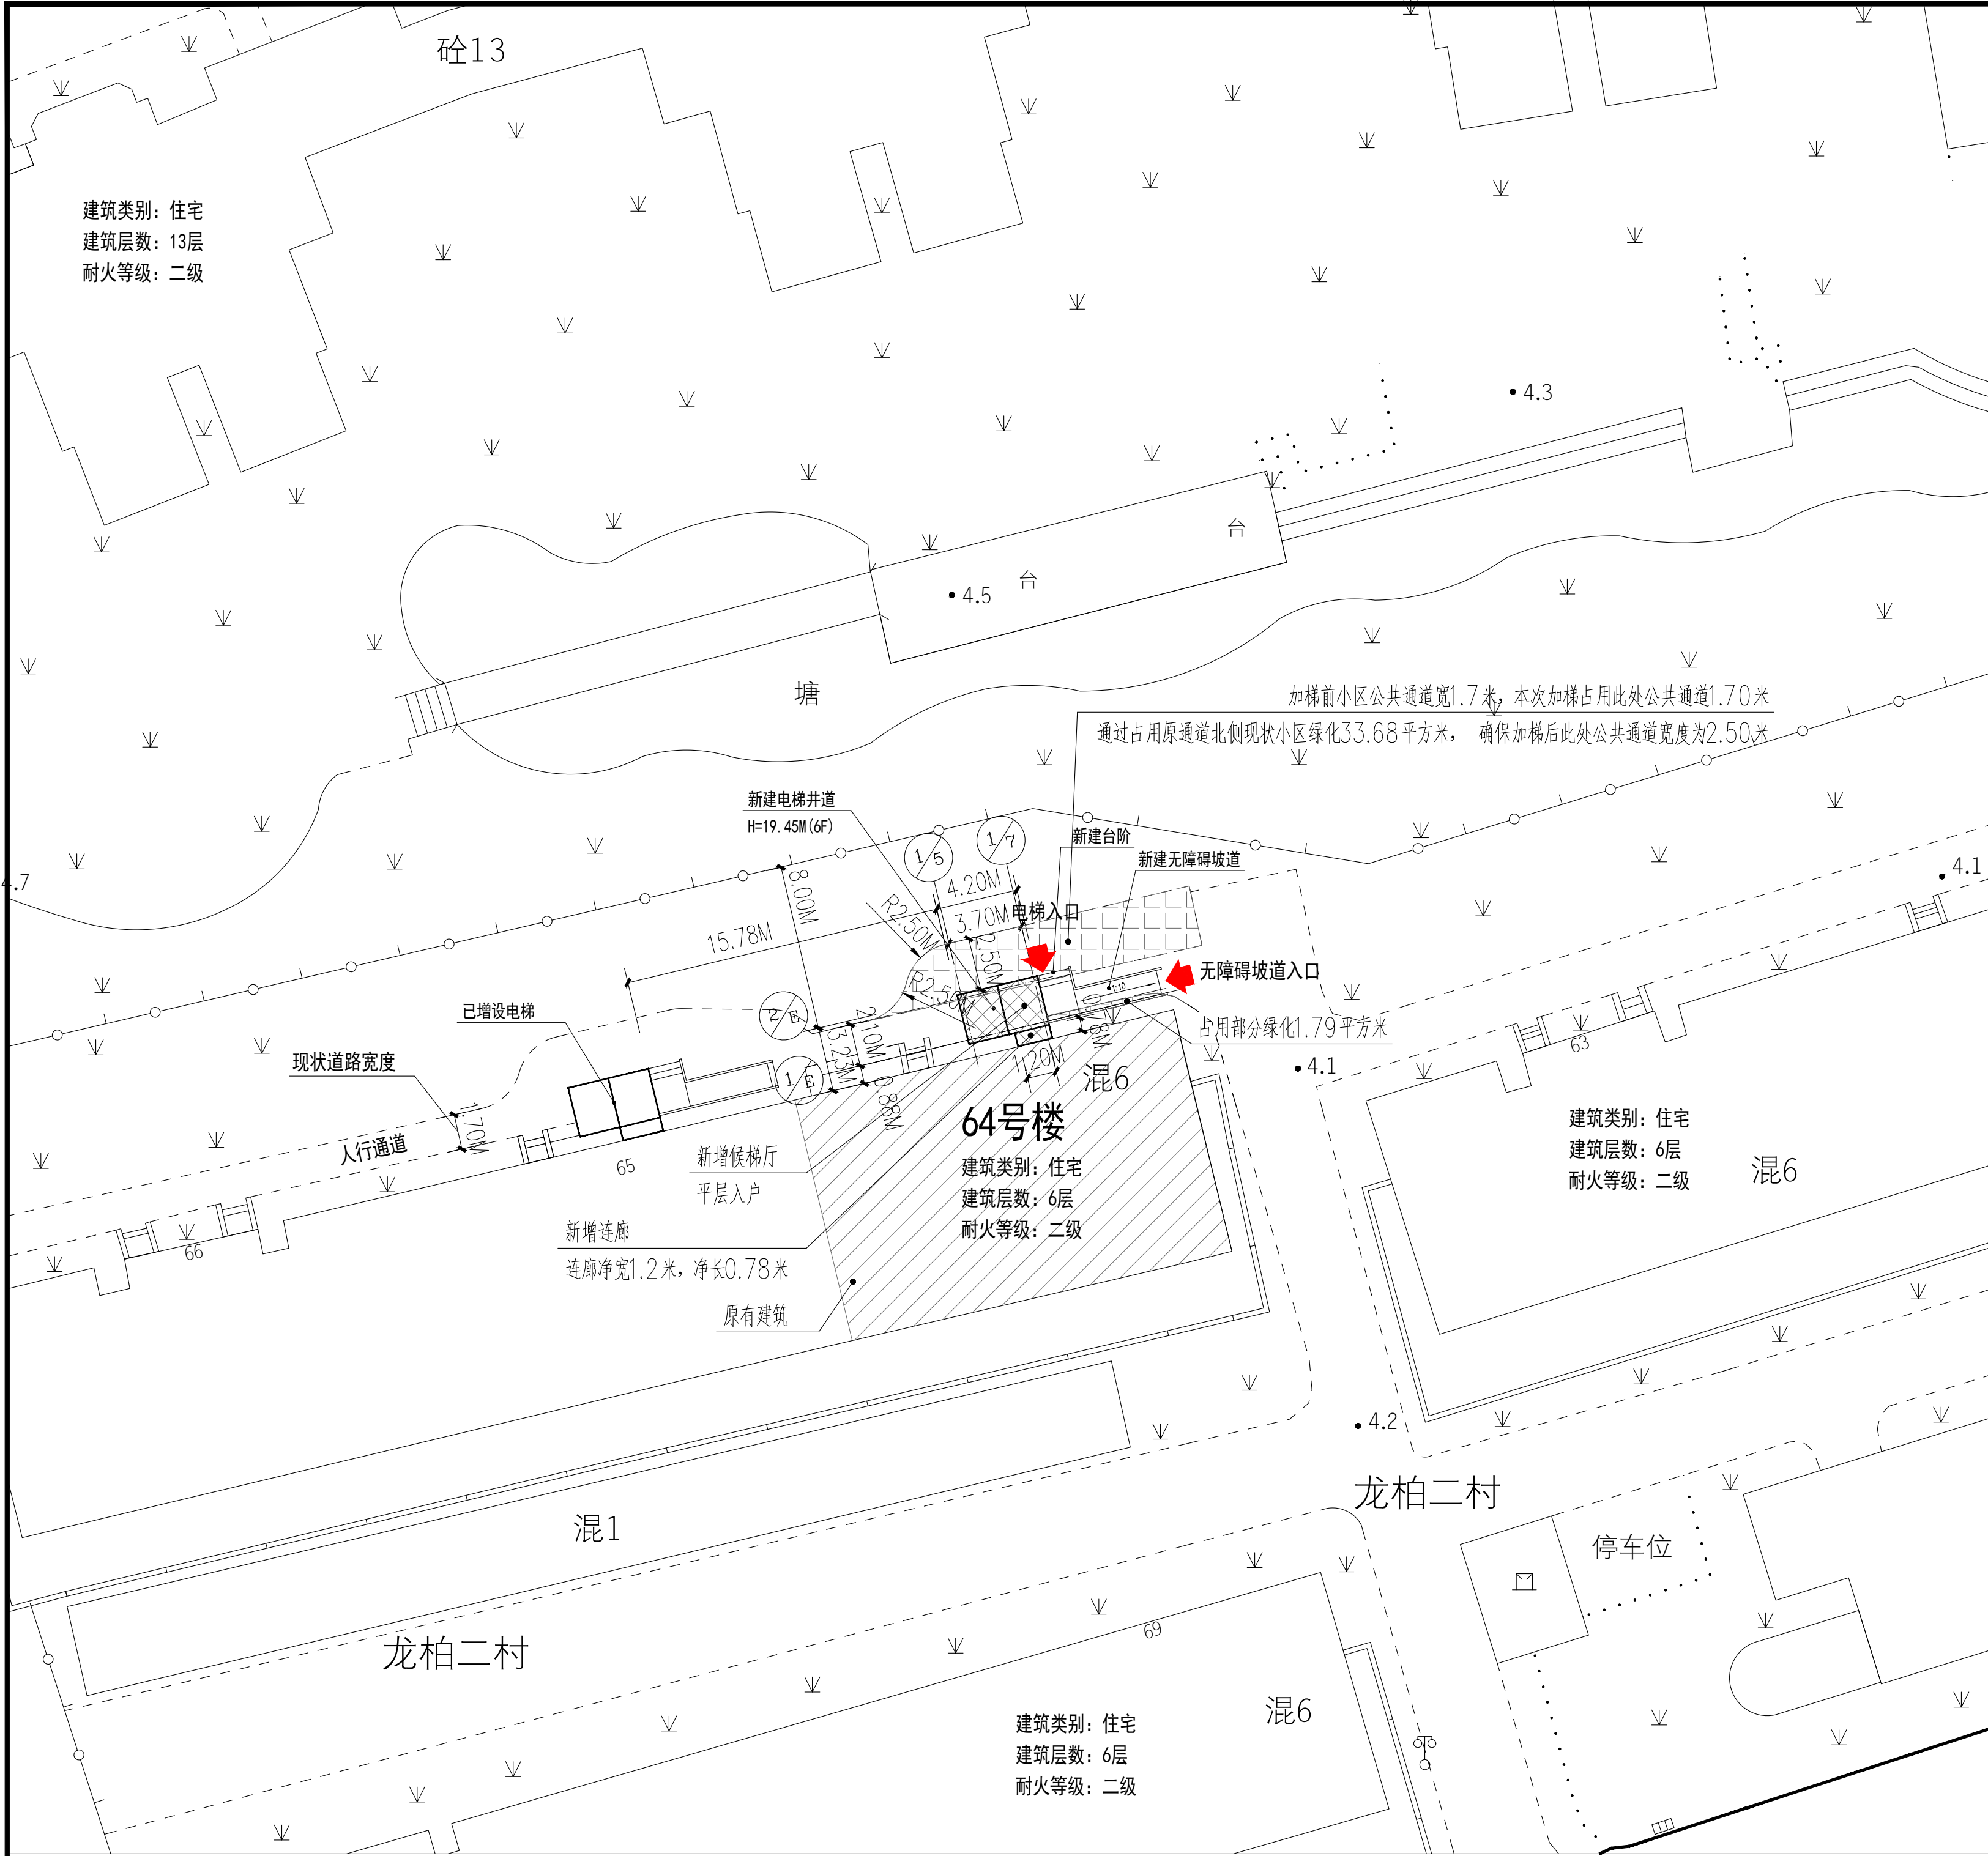 砼13
建筑类别：住宅
建筑层数：13层
耐火等级：二级
4.3
台
台
4.5
塘
加梯前小区公共通道宽1.7米，本次加梯占用此处公共通道1.70米
通过占用原通道北侧现状小区绿化33.68平方米，　确保加梯后此处公共通道宽度为2.50米
新建电梯井道
H=19.45M(6F)
新建台阶
新建无障碍坡道
1/5
1/7
4.7
4.1
8.00M
4.20M
R2.50M
3.70M
电梯入口
15.78M
2.50M
R2.50M
无障碍坡道入口
1:10
已增设电梯
2/E
2.10M
0.78M
占用部分绿化1.79平方米
现状道路宽度
3.23M
1.20M
1/E
0.88M
混6
4.1
63
1.70M
人行通道
64号楼
65
新增候梯厅
平层入户
建筑类别：住宅
建筑层数：6层
耐火等级：二级
建筑类别：住宅
建筑层数：6层
耐火等级：二级
混6
66
新增连廊
连廊净宽1.2米，净长0.78米
原有建筑
4.2
龙柏二村
混1
停车位
龙柏二村
69
混6
建筑类别：住宅
建筑层数：6层
耐火等级：二级